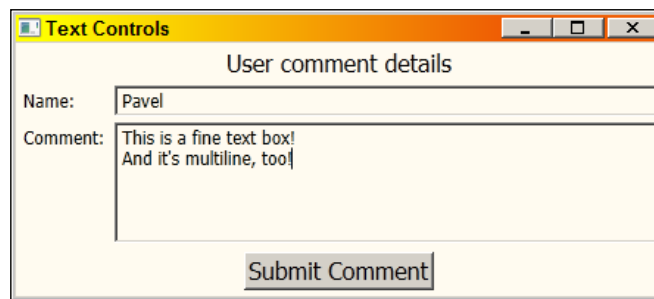 Text Controls
User comment details
Name: Pavel
Comment: This is a fine text box!
And it's multiline, too!
Submit Comment